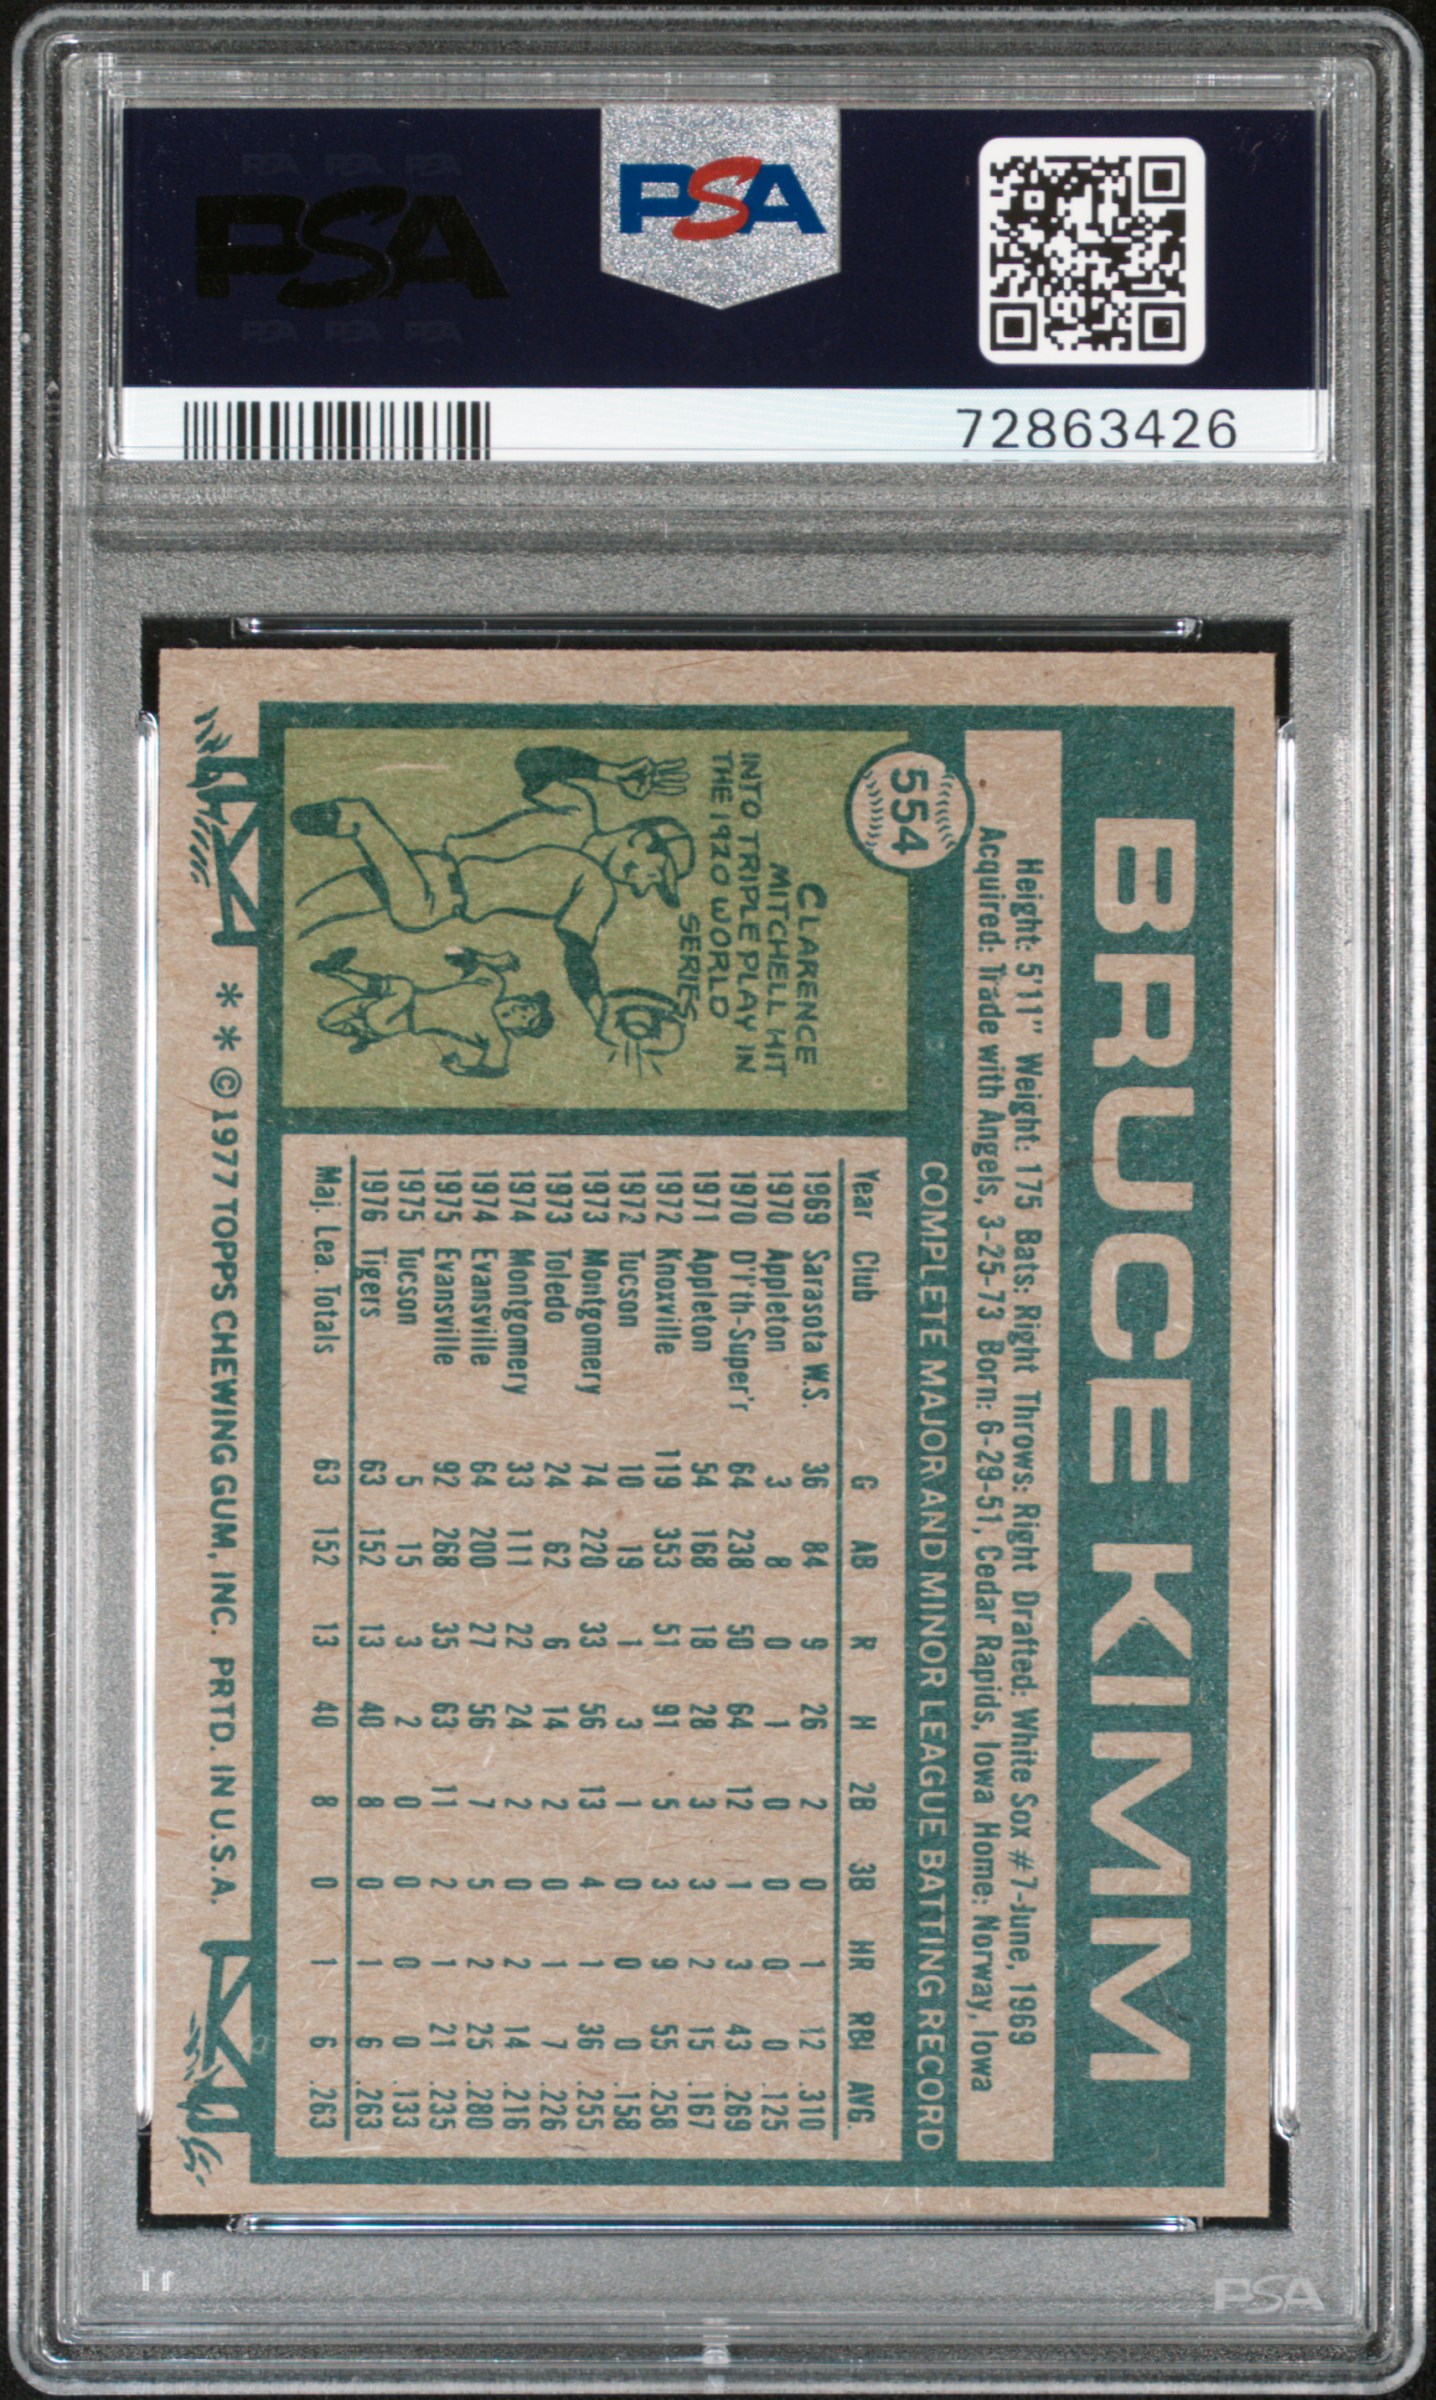 PSA PSA PSA
PSA
PSA PSA PSA
PSA
72863426
BRUCE KIMM
554
Height: 5'11" Weight: 175 Bats: Right Throws: Right Drafted: White Sox #7-June, 1969
Acquired: Trade with Angels, 3-25-73 Born: 6-29-51, Cedar Rapids, Iowa Home: Norway, Iowa
CLARENCE
MITCHELL HIT
INTO TRIPLE PLAY IN
THE 1920 WORLD
SERIES
COMPLETE MAJOR AND MINOR LEAGUE BATTING RECORD
Year Club G AB R H 2B 3B HR RBI AVG.
1969 Sarasota W.S. 36 84 9 26 2 0 1 12 .310
1970 Appleton 3 8 0 1 0 0 0 0 .125
1970 D'l'th-Super'r 64 238 50 64 12 1 3 43 .269
1971 Appleton 54 168 18 28 3 3 2 15 .167
1972 Knoxville 119 353 51 91 5 3 9 55 .258
1972 Tucson 10 19 1 3 1 0 0 0 .158
1973 Montgomery 74 220 33 56 13 4 1 36 .255
1973 Toledo 24 62 6 14 2 0 1 7 .226
1974 Montgomery 33 111 22 24 2 0 2 14 .216
1974 Evansville 64 200 27 56 7 5 2 25 .280
1975 Evansville 92 268 35 63 11 2 1 21 .235
1975 Tucson 5 15 3 2 0 0 0 0 .133
1976 Tigers 63 152 13 40 8 0 1 6 .263
Maj. Lea. Totals 63 152 13 40 8 0 1 6 .263
* * ©1977 TOPPS CHEWING GUM, INC. PRTD. IN U.S.A.
PSA